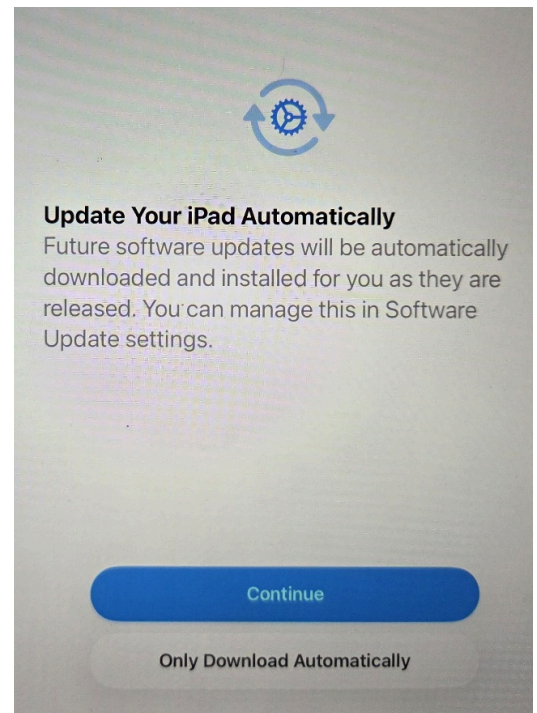 Update Your iPad Automatically
Future software updates will be automatically
downloaded and installed for you as they are
released. You can manage this in Software
Update settings.
Continue
Only Download Automatically